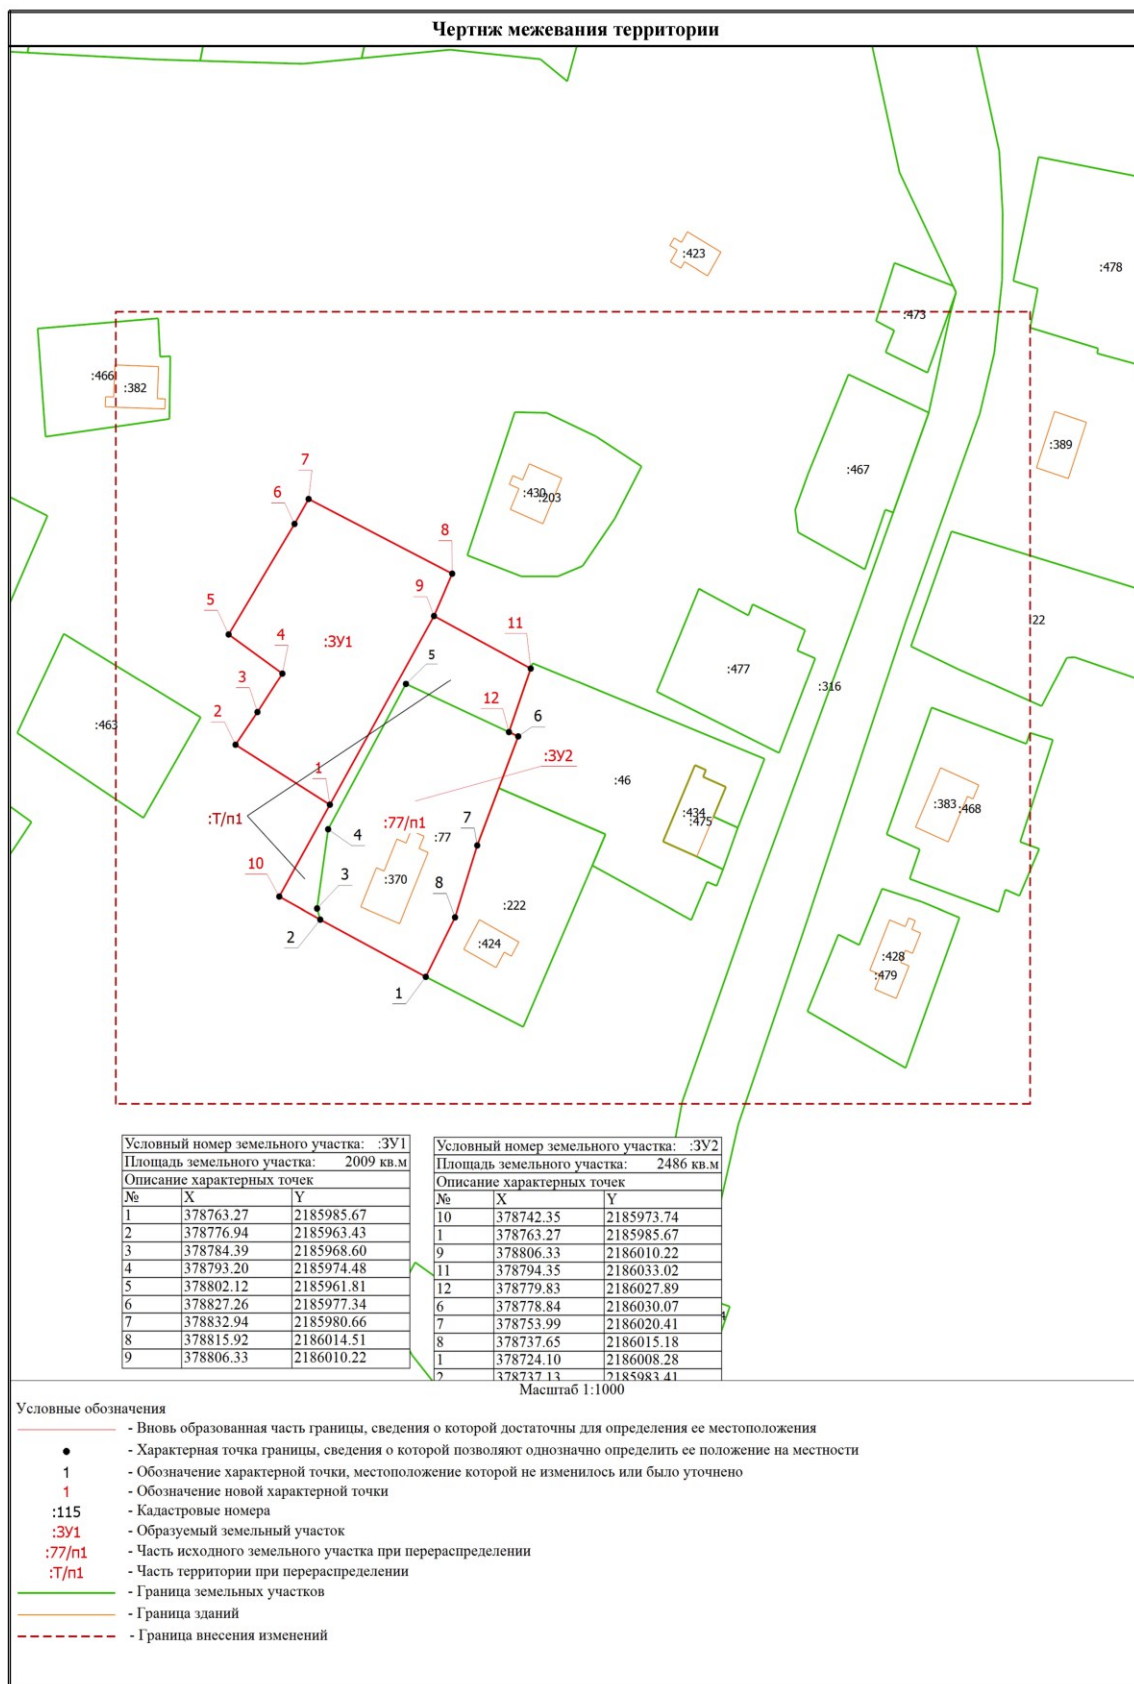 Чертиж межевания территории
:423
:478
:473
:466
:382
:389
:467
7
:430
:203
6
8
9
5
11
4
:ЗУ1
22
3
5
:477
:316
2
12
6
:463
:ЗУ2
1
:46
:383
:468
:434
:475
:Т/п1
:77/п1
:77
4
7
10
:370
3
8
:222
2
:424
:428
:479
1
Условный номер земельного участка: :ЗУ1
Площадь земельного участка: 2009 кв.м
Описание характерных точек
№ X Y
1 378763.27 2185985.67
2 378776.94 2185963.43
3 378784.39 2185968.60
4 378793.20 2185974.48
5 378802.12 2185961.81
6 378827.26 2185977.34
7 378832.94 2185980.66
8 378815.92 2186014.51
9 378806.33 2186010.22
Условный номер земельного участка: :ЗУ2
Площадь земельного участка: 2486 кв.м
Описание характерных точек
№ X Y
10 378742.35 2185973.74
1 378763.27 2185985.67
9 378806.33 2186010.22
11 378794.35 2186033.02
12 378779.83 2186027.89
6 378778.84 2186030.07
7 378753.99 2186020.41
8 378737.65 2186015.18
1 378724.10 2186008.28
2 378737.13 2185983.41
Масштаб 1:1000
Условные обозначения
- Вновь образованная часть границы, сведения о которой достаточны для определения ее местоположения
- Характерная точка границы, сведения о которой позволяют однозначно определить ее положение на местности
1 - Обозначение характерной точки, местоположение которой не изменилось или было уточнено
1 - Обозначение новой характерной точки
:115 - Кадастровые номера
:ЗУ1 - Образуемый земельный участок
:77/п1 - Часть исходного земельного участка при перераспределении
:Т/п1 - Часть территории при перераспределении
- Граница земельных участков
- Граница зданий
- Граница внесения изменений